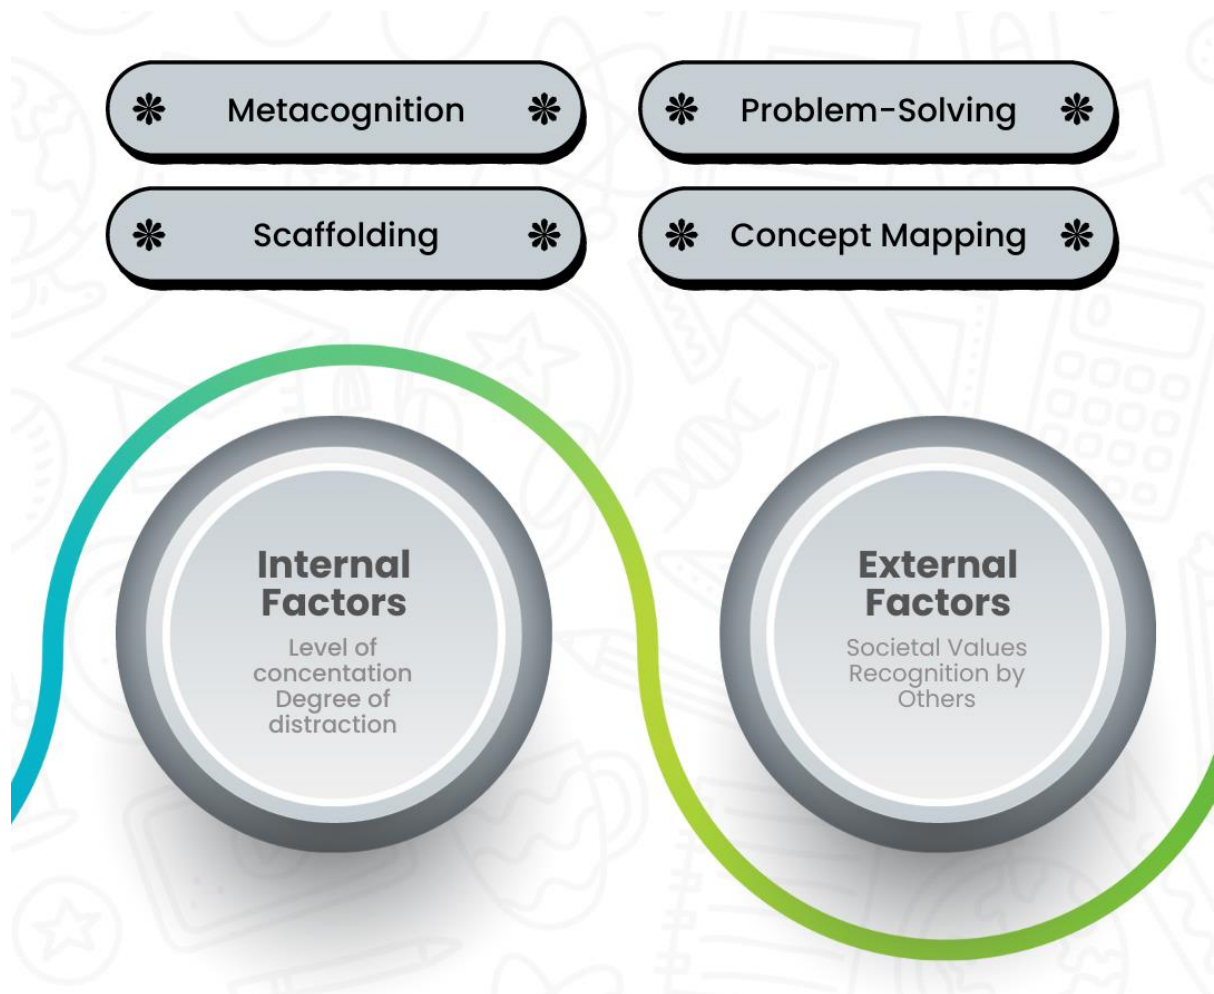 Metacognition
Problem-Solving
Scaffolding
Concept Mapping
Internal
Factors
Level of
concentation
Degree of
distraction
External
Factors
Societal Values
Recognition by
Others